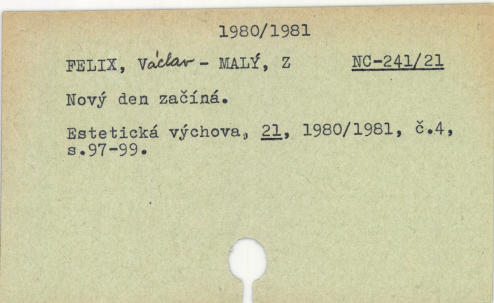 1980/1981
FELIX, Václav - MALÝ, Z NC-241/21
Nový den začíná.
Estetická výchova, 21, 1980/1981, č.4,
s.97-99.